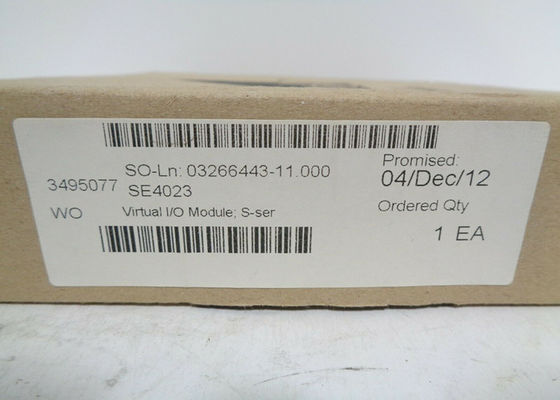 SO-Ln: 03266443-11.000
3495077 SE4023
WO Virtual I/O Module; S-ser
Promised:
04/Dec/12
Ordered Qty
1 EA